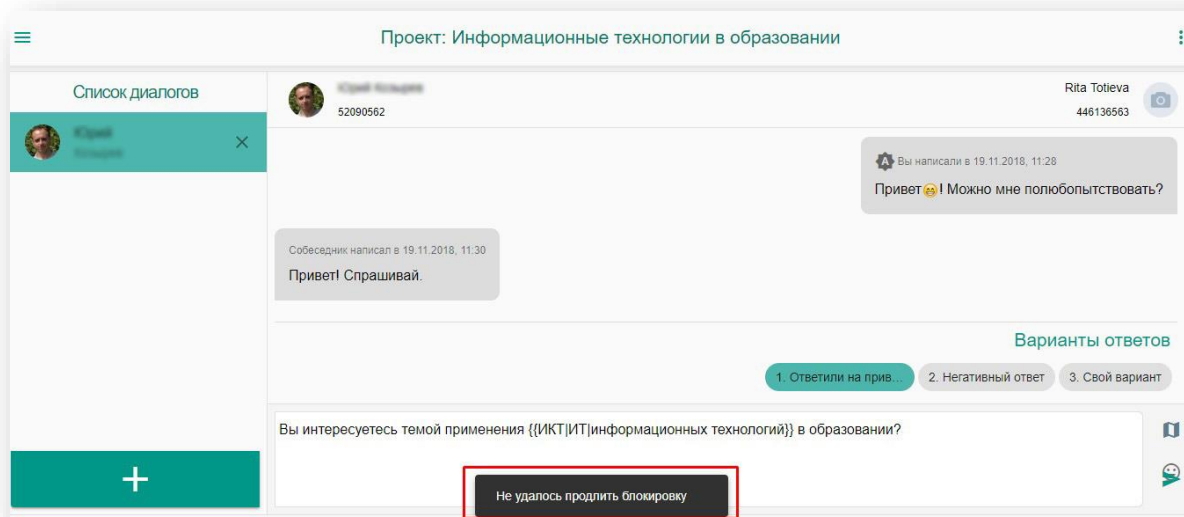 Проект: Информационные технологии в образовании
Список диалогов
52090562
Rita Totieva
446136563
Вы написали в 19.11.2018, 11:28
Привет😁! Можно мне полюбопытствовать?
Собеседник написал в 19.11.2018, 11:30
Привет! Спрашивай.
Варианты ответов
1. Ответили на прив...
2. Негативный ответ
3. Свой вариант
Вы интересуетесь темой применения {{ИКТ|ИТ|информационных технологий}} в образовании?
Не удалось продлить блокировку